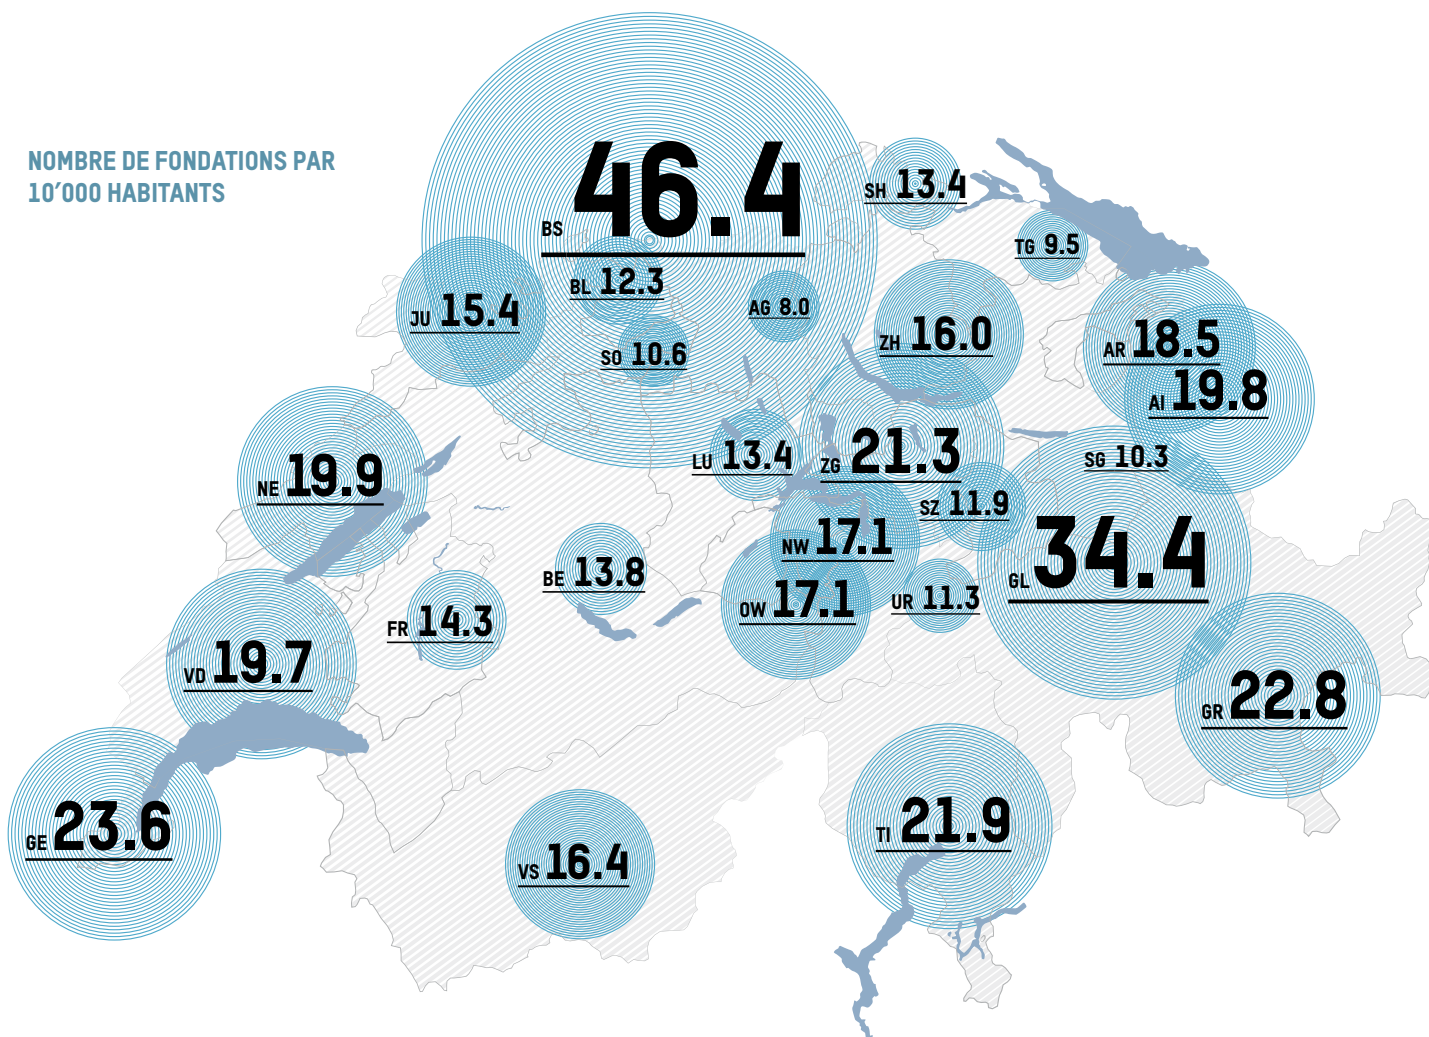 NOMBRE DE FONDATIONS PAR
10′000 HABITANTS
BS 46.4
SH 13.4
TG 9.5
BL 12.3
AG 8.0
JU 15.4
SO 10.6
ZH 16.0
AR 18.5
AI 19.8
NE 19.9
LU 13.4
ZG 21.3
SG 10.3
SZ 11.9
NW 17.1
GL 34.4
BE 13.8
OW 17.1
UR 11.3
FR 14.3
VD 19.7
GR 22.8
GE 23.6
VS 16.4
TI 21.9